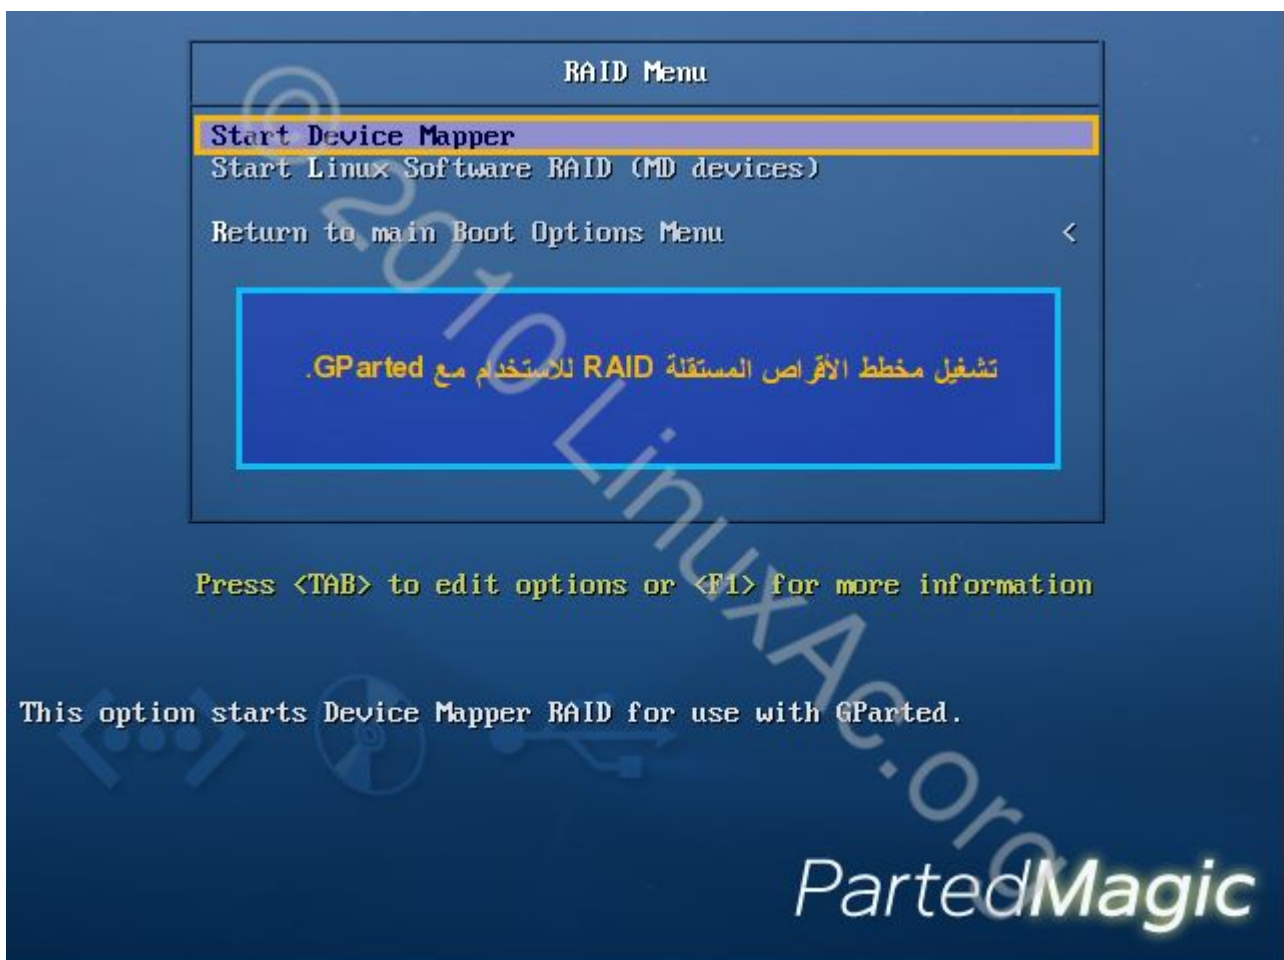 RAID Menu
Start Device Mapper
Start Linux Software RAID (MD devices)
Return to main Boot Options Menu <
تشغيل مخطط الأقراص المستقلة RAID للاستخدام مع GParted.
Press <TAB> to edit options or <F1> for more information
This option starts Device Mapper RAID for use with GParted.
© 2010 LinuxAc.org
PartedMagic